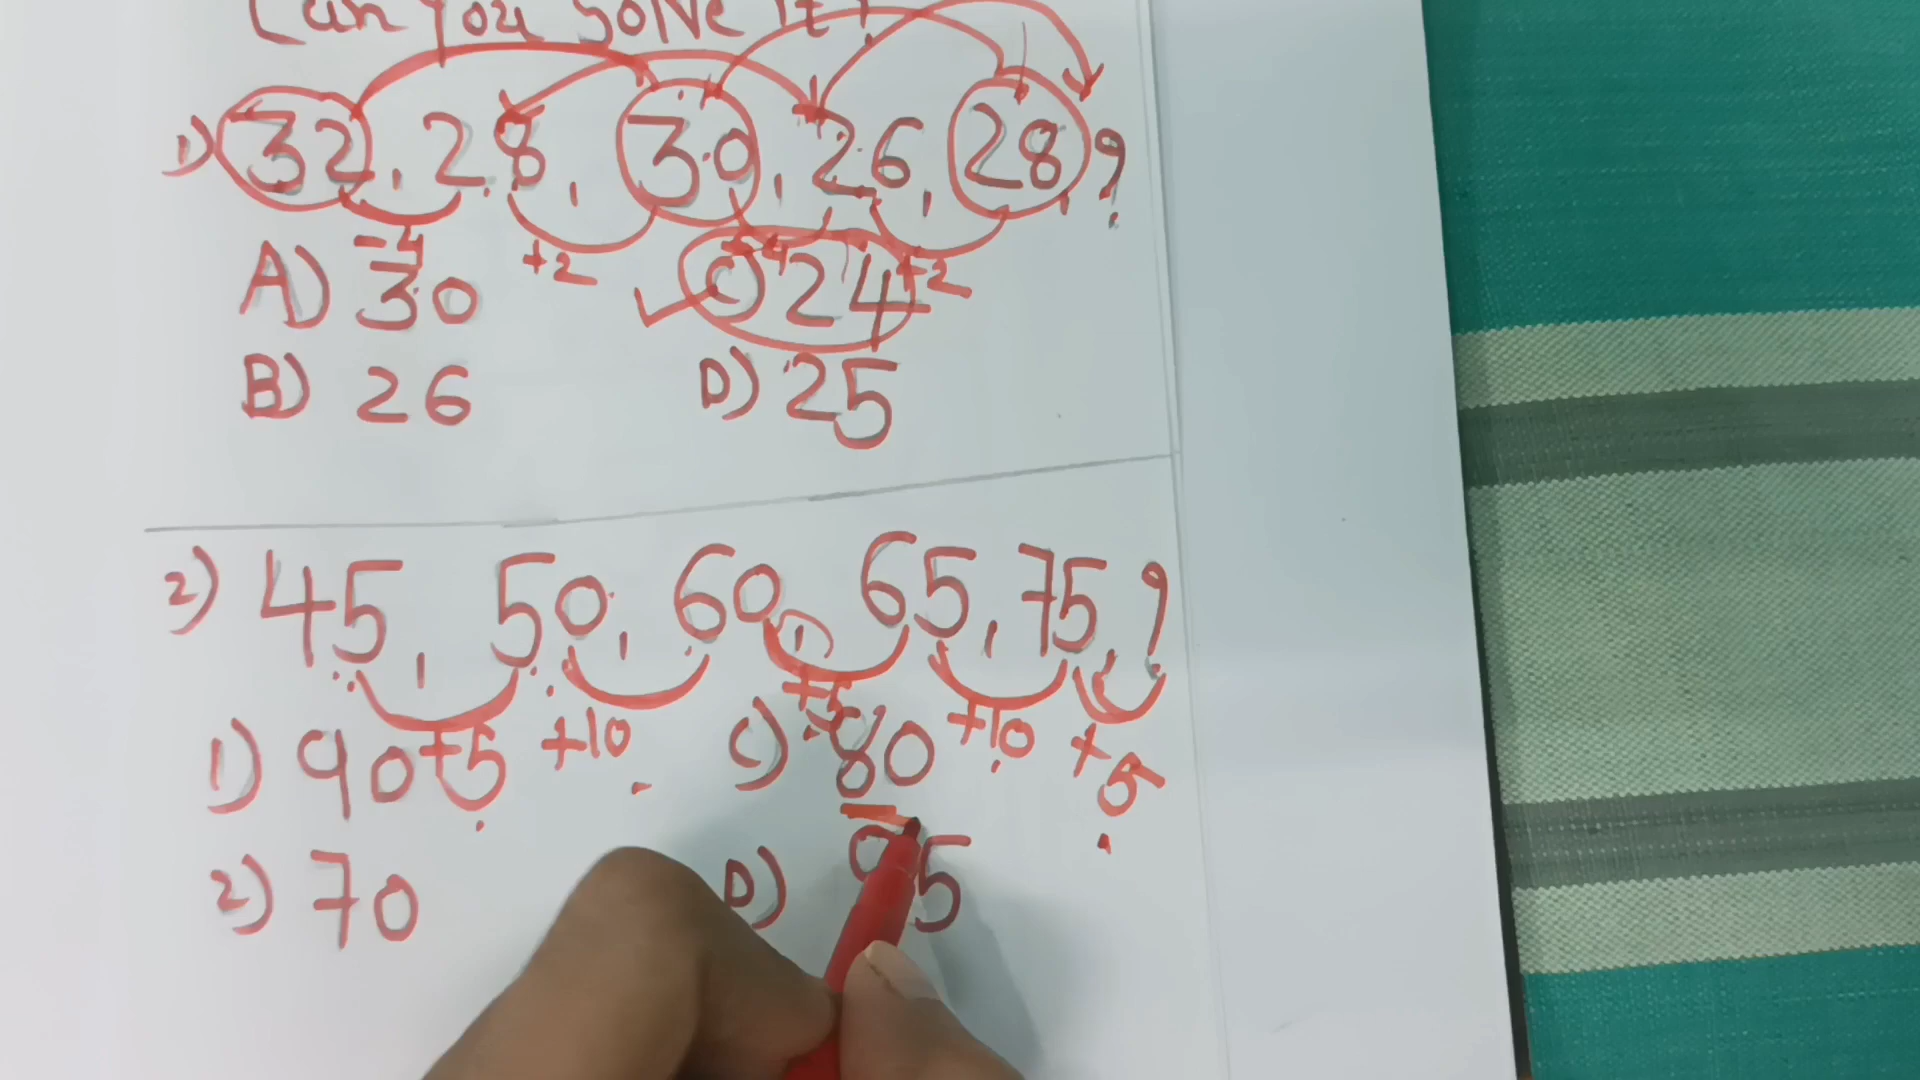 Can You Solve It?
1) 32, 28, 30, 26, 28, ?
-4 +2 -4 +2
A) 30 C) 24
B) 26 D) 25
2) 45, 50, 60, 65, 75, ?
+5 +10 +5 +10 +5
1) 90 C) 80
2) 70 D) 95